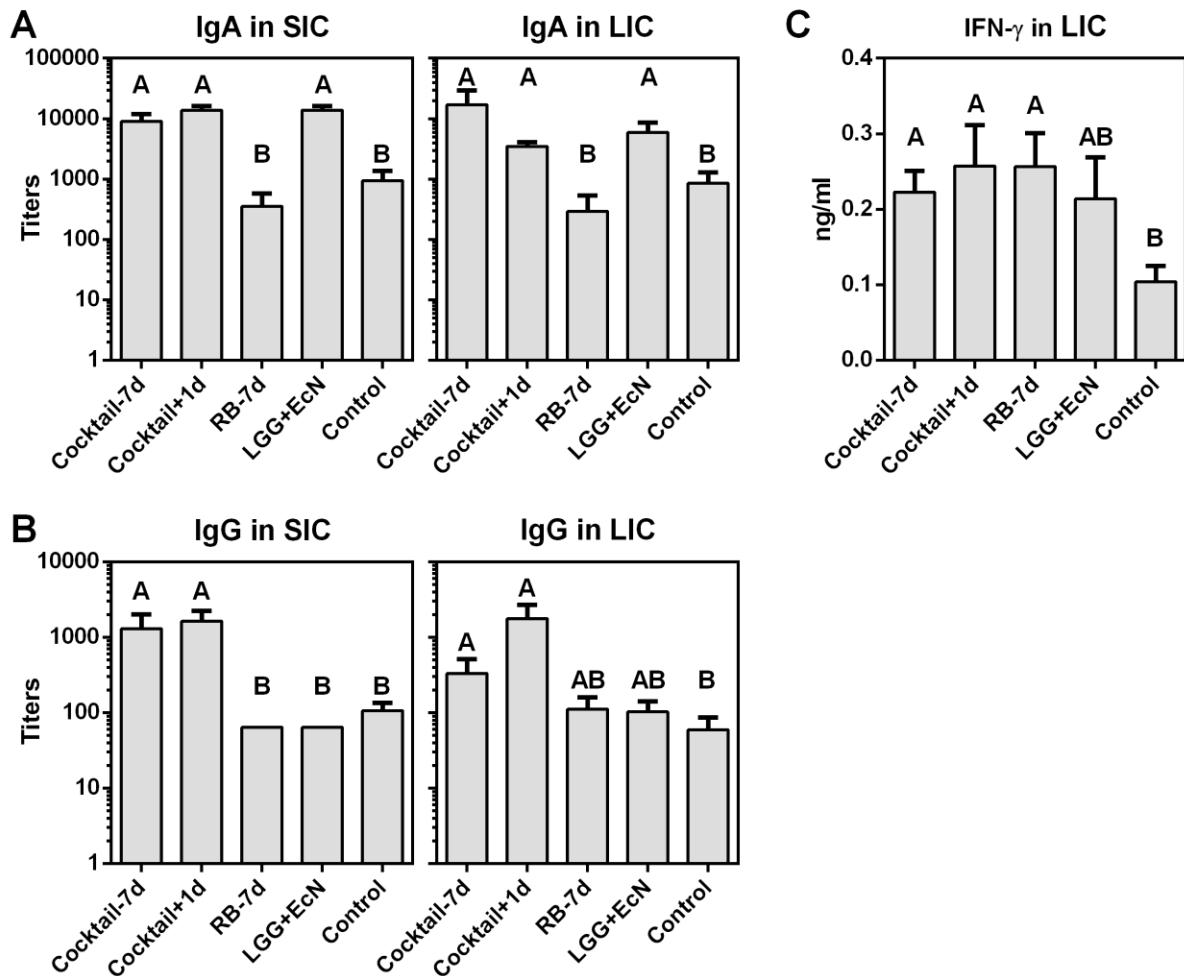 A
IgA in SIC
IgA in LIC
Titers
100000
10000
1000
100
10
1
A
A
B
A
B
A
A
B
A
B
Cocktail-7d
Cocktail+1d
RB-7d
LGG+EcN
Control
Cocktail-7d
Cocktail+1d
RB-7d
LGG+EcN
Control
C
IFN-γ in LIC
ng/ml
0.4
0.3
0.2
0.1
0.0
A
A
A
AB
B
Cocktail-7d
Cocktail+1d
RB-7d
LGG+EcN
Control
B
IgG in SIC
IgG in LIC
Titers
10000
1000
100
10
1
A
A
B
B
B
A
A
AB
AB
B
Cocktail-7d
Cocktail+1d
RB-7d
LGG+EcN
Control
Cocktail-7d
Cocktail+1d
RB-7d
LGG+EcN
Control